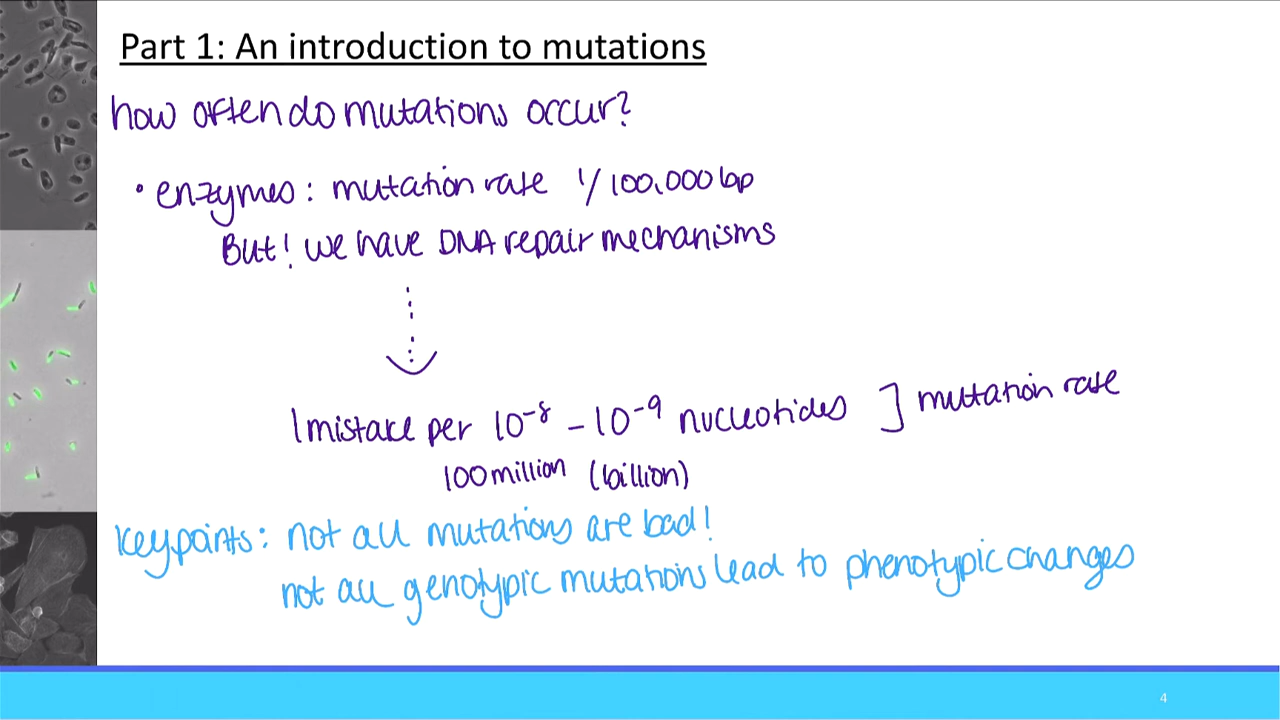 Part 1: An introduction to mutations
how often do mutations occur?
• enzymes: mutation rate 1/100,000 bp
But! we have DNA repair mechanisms
1 mistake per 10⁻⁸ – 10⁻⁹ nucleotides ] mutation rate
100 million (billion)
key points: not all mutations are bad!
not all genotypic mutations lead to phenotypic changes
4